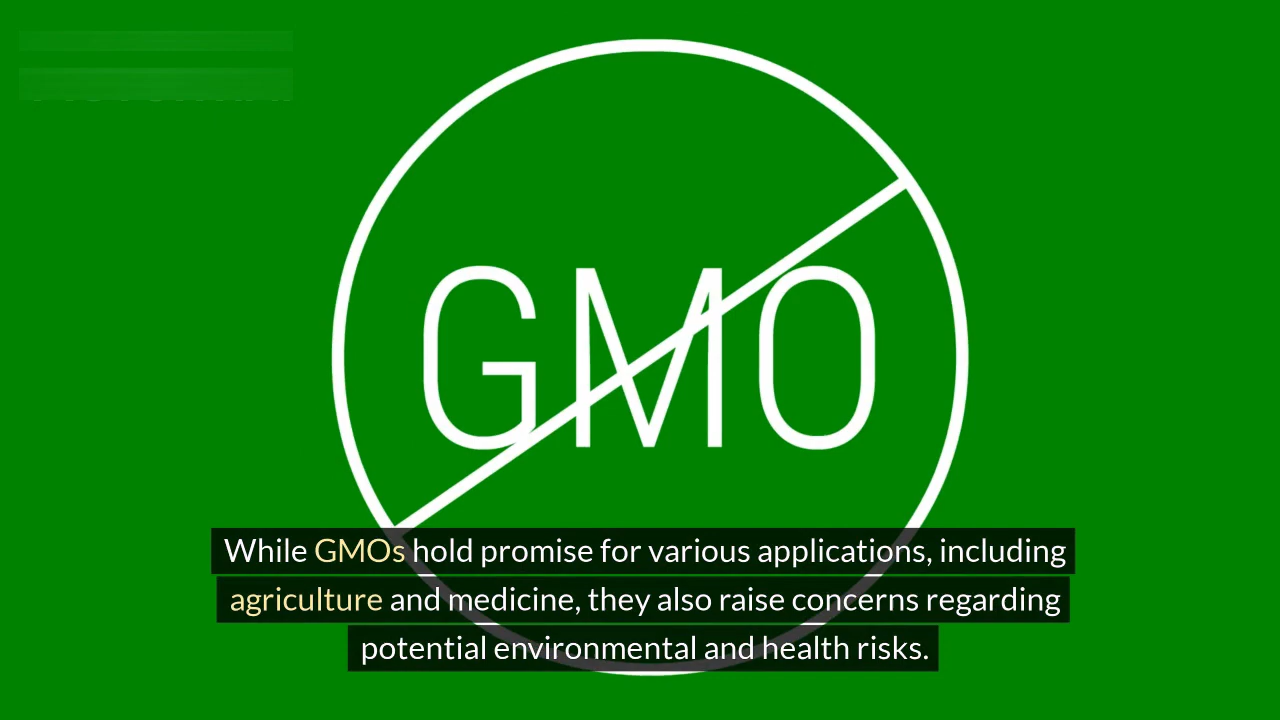 GMO
While GMOs hold promise for various applications, including
agriculture and medicine, they also raise concerns regarding
potential environmental and health risks.